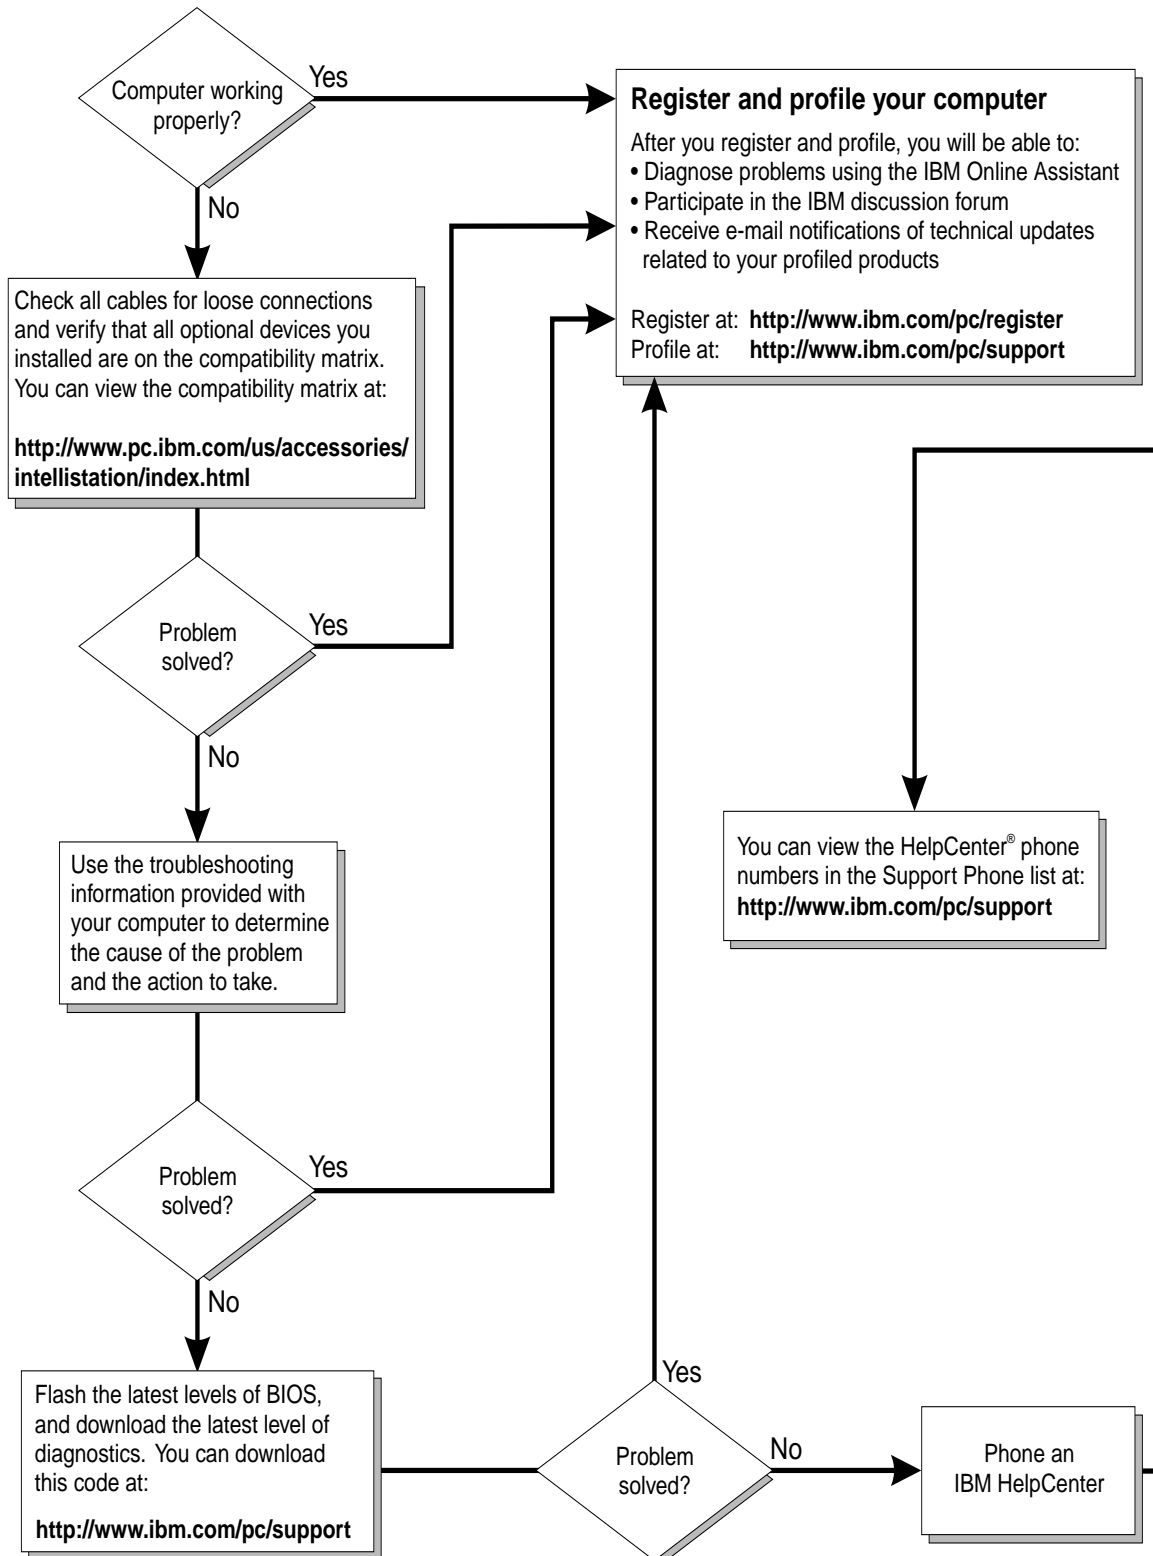 Computer working
properly?
Yes
No
Register and profile your computer
After you register and profile, you will be able to:
• Diagnose problems using the IBM Online Assistant
• Participate in the IBM discussion forum
• Receive e-mail notifications of technical updates
related to your profiled products
Register at: http://www.ibm.com/pc/register
Profile at: http://www.ibm.com/pc/support
Check all cables for loose connections
and verify that all optional devices you
installed are on the compatibility matrix.
You can view the compatibility matrix at:
http://www.pc.ibm.com/us/accessories/
intellistation/index.html
Problem
solved?
Yes
No
Use the troubleshooting
information provided with
your computer to determine
the cause of the problem
and the action to take.
You can view the HelpCenter® phone
numbers in the Support Phone list at:
http://www.ibm.com/pc/support
Problem
solved?
Yes
No
Flash the latest levels of BIOS,
and download the latest level of
diagnostics. You can download
this code at:
http://www.ibm.com/pc/support
Problem
solved?
Yes
No
Phone an
IBM HelpCenter